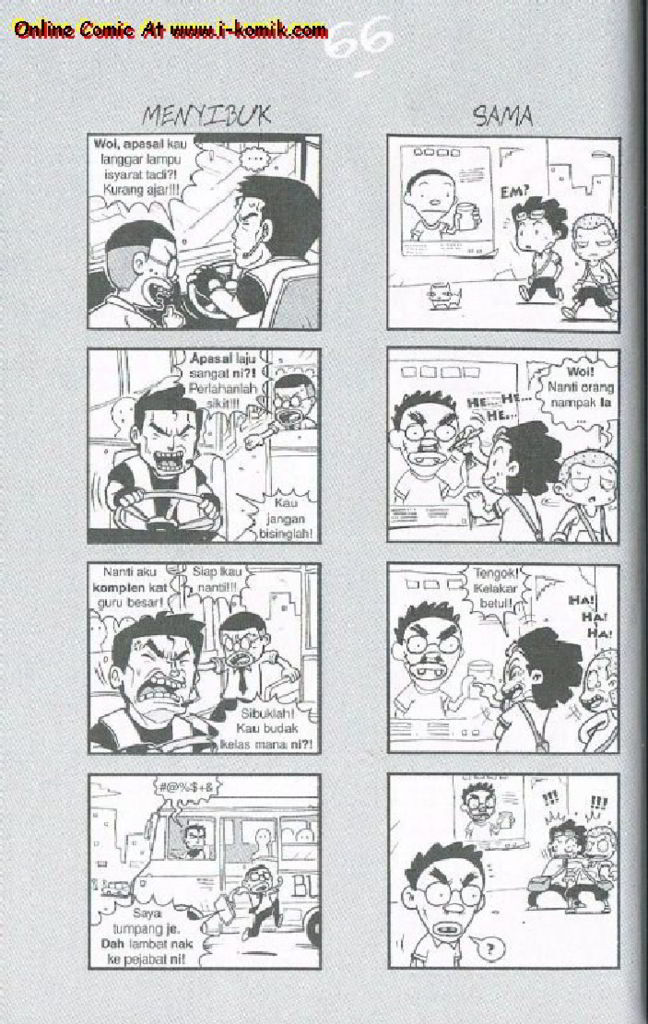 Online Comic At www.i-komik.com
66
MENYIBUK
Woi, apasal kau
langgar lampu
isyarat tadi?!
Kurang ajar!!!
...
Apasal laju
sangat ni?!
Perlahanlah
sikit!!!
Kau
jangan
bisinglah!
Nanti aku
komplen kat
guru besar!
Siap lkau
nanti!!!
Sibuklah!
Kau budak
kelas mana ni?!
#@%$+&
BU
Saya
tumpang je.
Dah lambat nak
ke pejabat ni!
SAMA
EM?
HE... HE...
HE...
Woi!
Nanti orang
nampak la
Tengok!
Kelakar
betul!
HA!
HA!
HA!
!!!
!!!
?